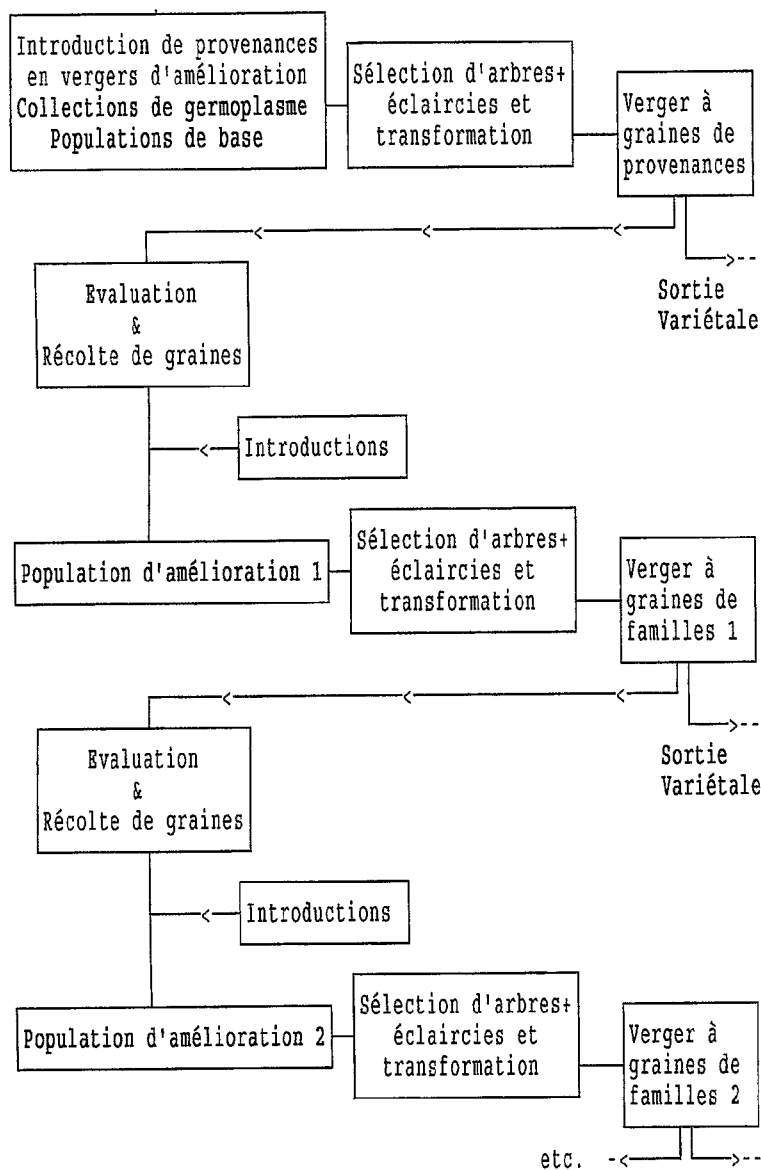 Introduction de provenances
en vergers d'amélioration
Collections de germoplasme
Populations de base
Sélection d'arbres+
éclaircies et
transformation
Verger à
graines de
provenances
Sortie
Variétale
Evaluation
&
Récolte de graines
Introductions
Population d'amélioration 1
Sélection d'arbres+
éclaircies et
transformation
Verger à
graines de
familles 1
Sortie
Variétale
Evaluation
&
Récolte de graines
Introductions
Population d'amélioration 2
Sélection d'arbres+
éclaircies et
transformation
Verger à
graines de
familles 2
etc.